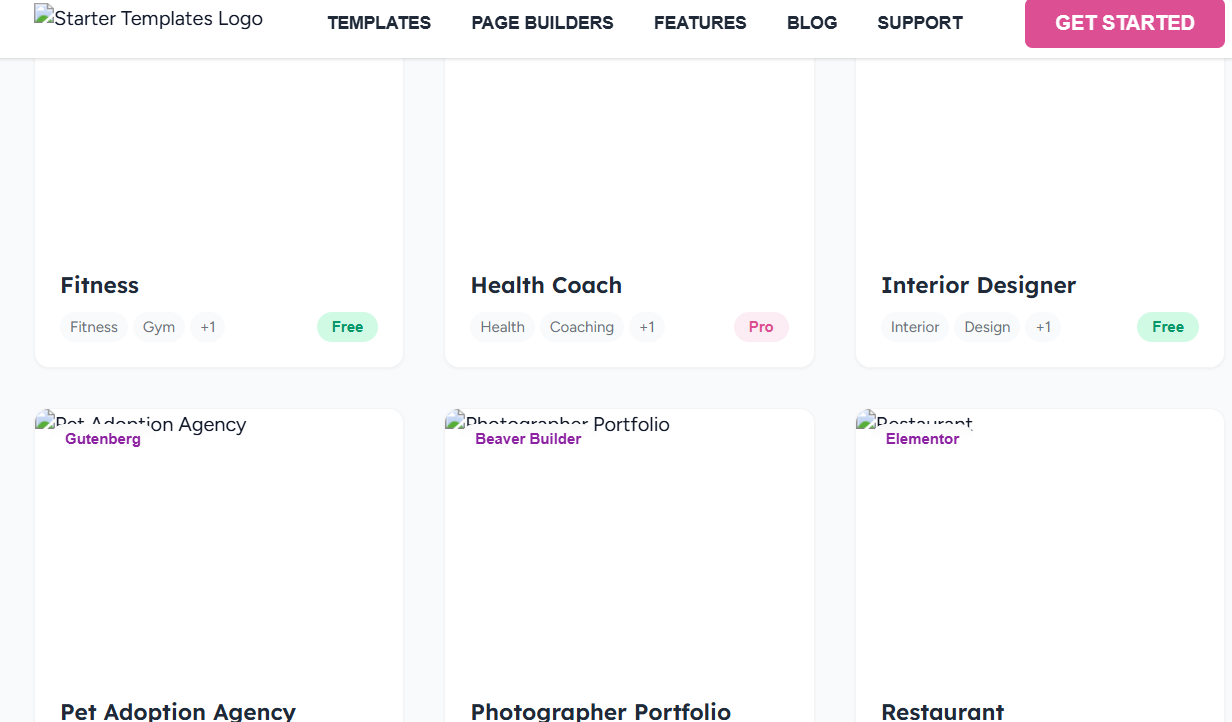 Starter Templates Logo
TEMPLATES
PAGE BUILDERS
FEATURES
BLOG
SUPPORT
GET STARTED
Fitness
Health Coach
Interior Designer
Fitness
Gym
+1
Free
Health
Coaching
+1
Pro
Interior
Design
+1
Free
Pet Adoption Agency
Photographer Portfolio
Restaurant
Gutenberg
Beaver Builder
Elementor
Pet Adoption Agency
Photographer Portfolio
Restaurant